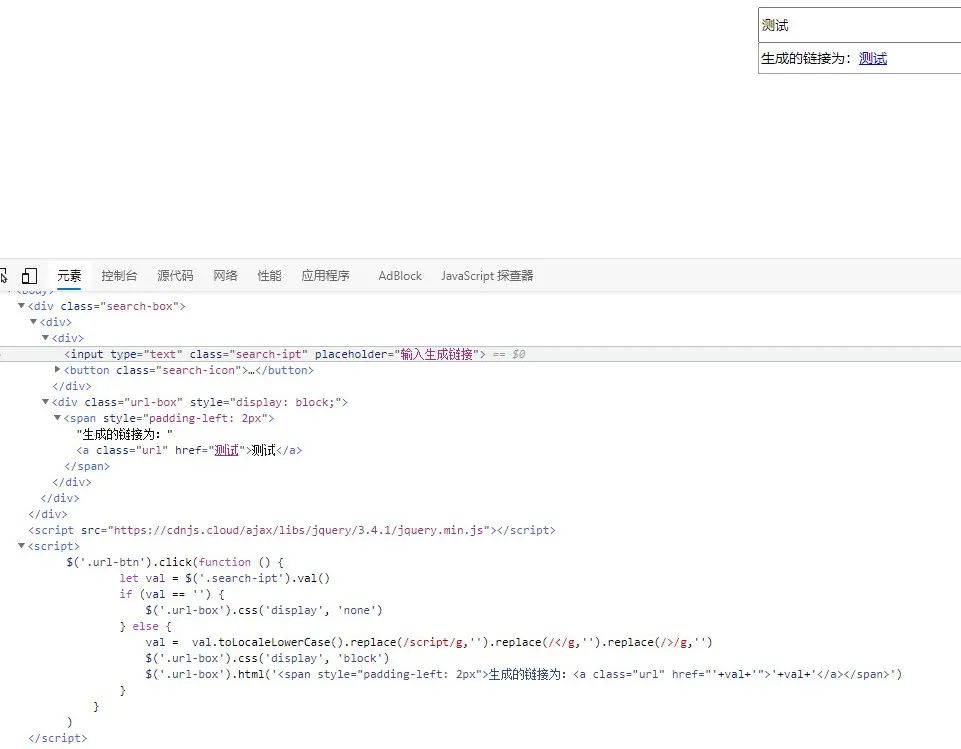 测试
生成的链接为：测试
元素 控制台 源代码 网络 性能 应用程序 AdBlock JavaScript 探查器
<body>
▼<div class="search-box">
▼<div>
▼<div>
<input type="text" class="search-ipt" placeholder="输入生成链接"> == $0
▶<button class="search-icon">…</button>
</div>
▼<div class="url-box" style="display: block;">
▼<span style="padding-left: 2px">
"生成的链接为："
<a class="url" href="测试">测试</a>
</span>
</div>
</div>
</div>
<script src="https://cdnjs.cloud/ajax/libs/jquery/3.4.1/jquery.min.js"></script>
▼<script>
$('.url-btn').click(function () {
let val = $('.search-ipt').val()
if (val == '') {
$('.url-box').css('display', 'none')
} else {
val =  val.toLocaleLowerCase().replace(/script/g,'').replace(/</g,'').replace(/>/g,'')
$('.url-box').css('display', 'block')
$('.url-box').html('<span style="padding-left: 2px">生成的链接为：<a class="url" href="'+val+'">'+val+'</a></span>')
}
}
)
</script>